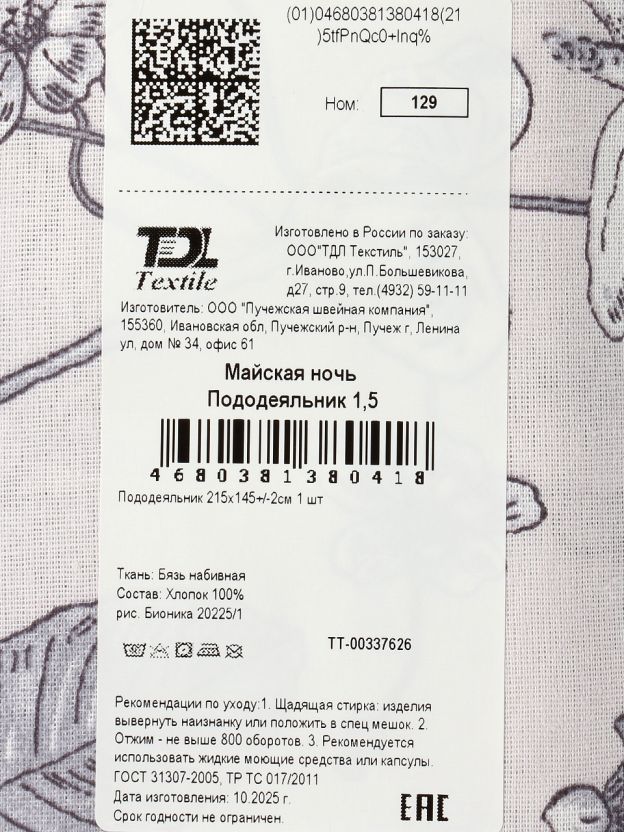 (01)04680381380418(21
)5tfPnQc0+Inq%
Ном: 129
TDL
Textile
Изготовлено в России по заказу:
ООО"ТДЛ Текстиль", 153027,
г.Иваново,ул.П.Большевикова,
д27, стр.9, тел.(4932) 59-11-11
Изготовитель: ООО "Пучежская швейная компания",
155360, Ивановская обл, Пучежский р-н, Пучеж г, Ленина
ул, дом № 34, офис 61
Майская ночь
Пододеяльник 1,5
4680381380418
Пододеяльник 215х145+/-2см 1 шт
Ткань: Бязь набивная
Состав: Хлопок 100%
рис. Бионика 20225/1
ТТ-00337626
Рекомендации по уходу:1. Щадящая стирка: изделия
вывернуть наизнанку или положить в спец мешок. 2.
Отжим - не выше 800 оборотов. 3. Рекомендуется
использовать жидкие моющие средства или капсулы.
ГОСТ 31307-2005, ТР ТС 017/2011
Дата изготовления: 10.2025 г.
Срок годности не ограничен.
EAC